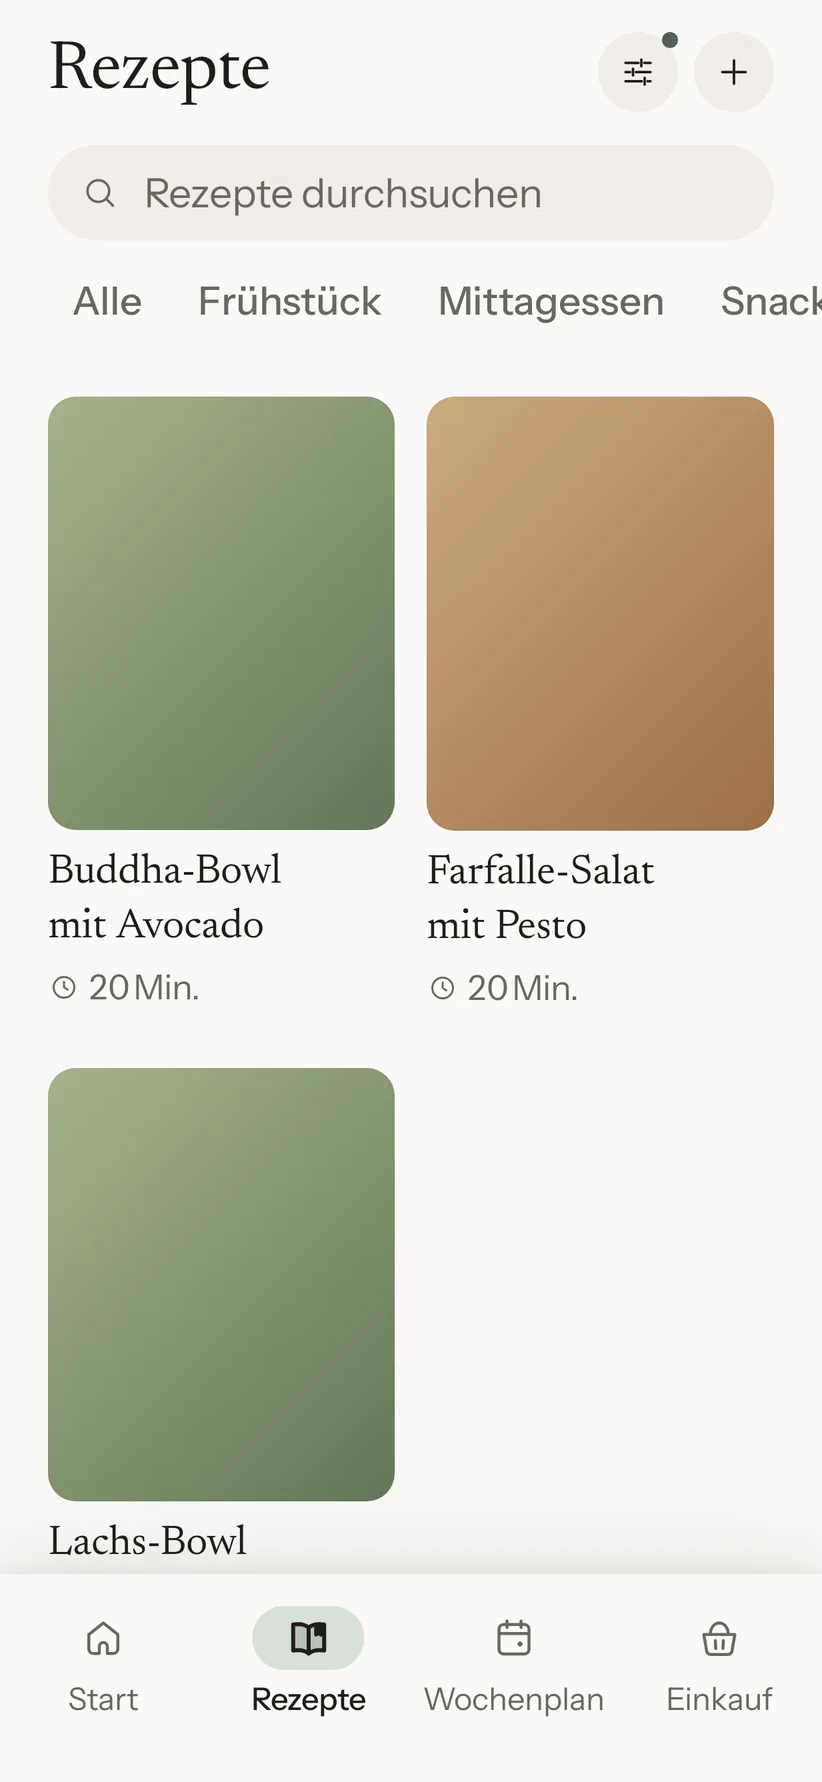 Rezepte
Rezepte durchsuchen
Alle Frühstück Mittagessen Snack
Buddha-Bowl
mit Avocado
20 Min.
Farfalle-Salat
mit Pesto
20 Min.
Lachs-Bowl
Start Rezepte Wochenplan Einkauf